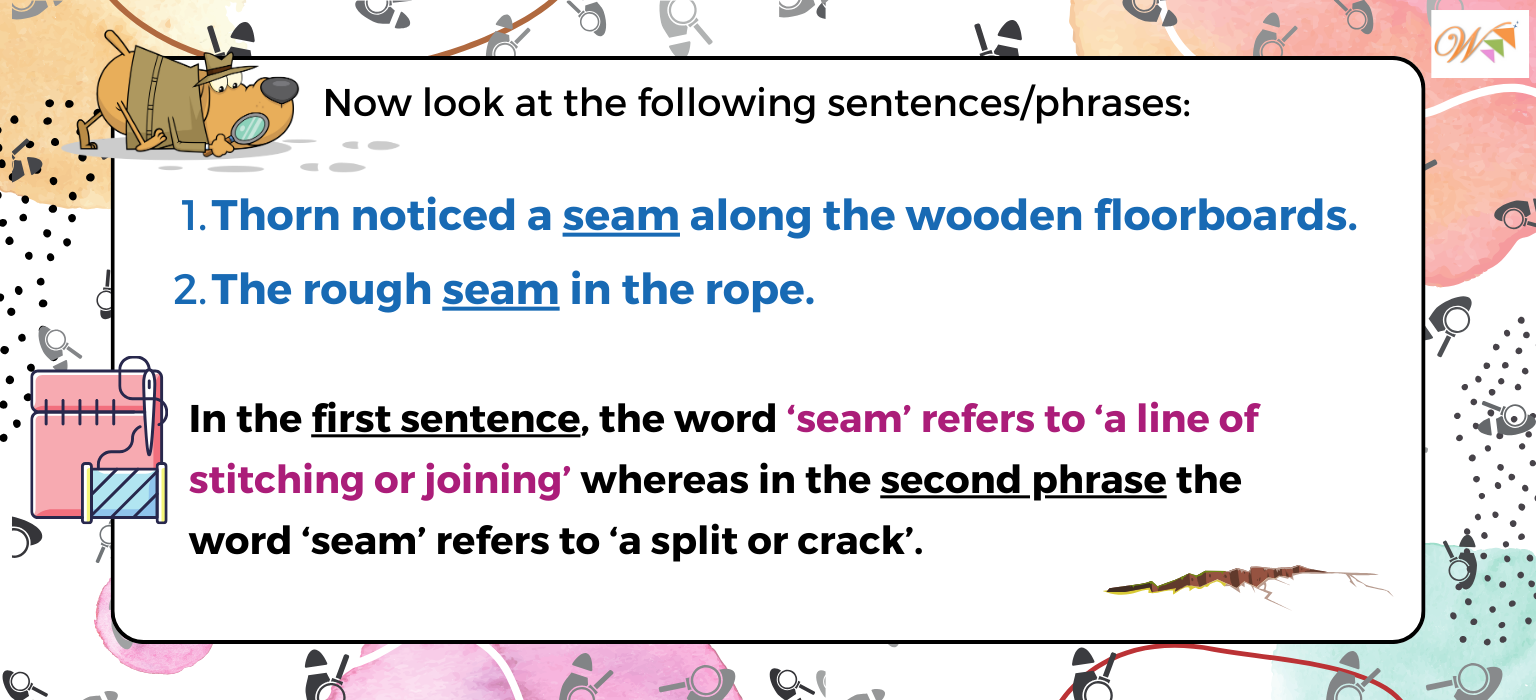 W
Now look at the following sentences/phrases:
1. Thorn noticed a seam along the wooden floorboards.
2. The rough seam in the rope.
In the first sentence, the word ‘seam’ refers to ‘a line of
stitching or joining’ whereas in the second phrase the
word ‘seam’ refers to ‘a split or crack’.